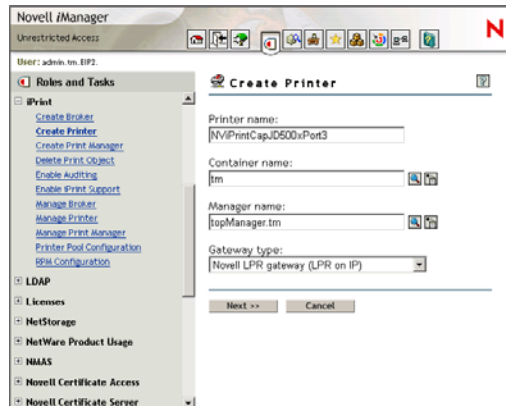 Novell iManager
Unrestricted Access
N
User: admin.tm.EIP2.
Roles and Tasks
iPrint
Create Broker
Create Printer
Create Print Manager
Delete Print Object
Enable Auditing
Enable iPrint Support
Manage Broker
Manage Printer
Manage Print Manager
Printer Pool Configuration
RPM Configuration
LDAP
Licenses
NetStorage
NetWare Product Usage
NMAS
Novell Certificate Access
Novell Certificate Server
Create Printer
?
Printer name:
NViPrintCapJD500xPort3
Container name:
tm
Manager name:
topManager.tm
Gateway type:
Novell LPR gateway (LPR on IP)
Next >>
Cancel